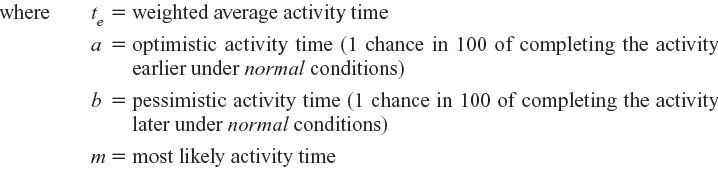 where t_e = weighted average activity time
a = optimistic activity time (1 chance in 100 of completing the activity
earlier under normal conditions)
b = pessimistic activity time (1 chance in 100 of completing the activity
later under normal conditions)
m = most likely activity time